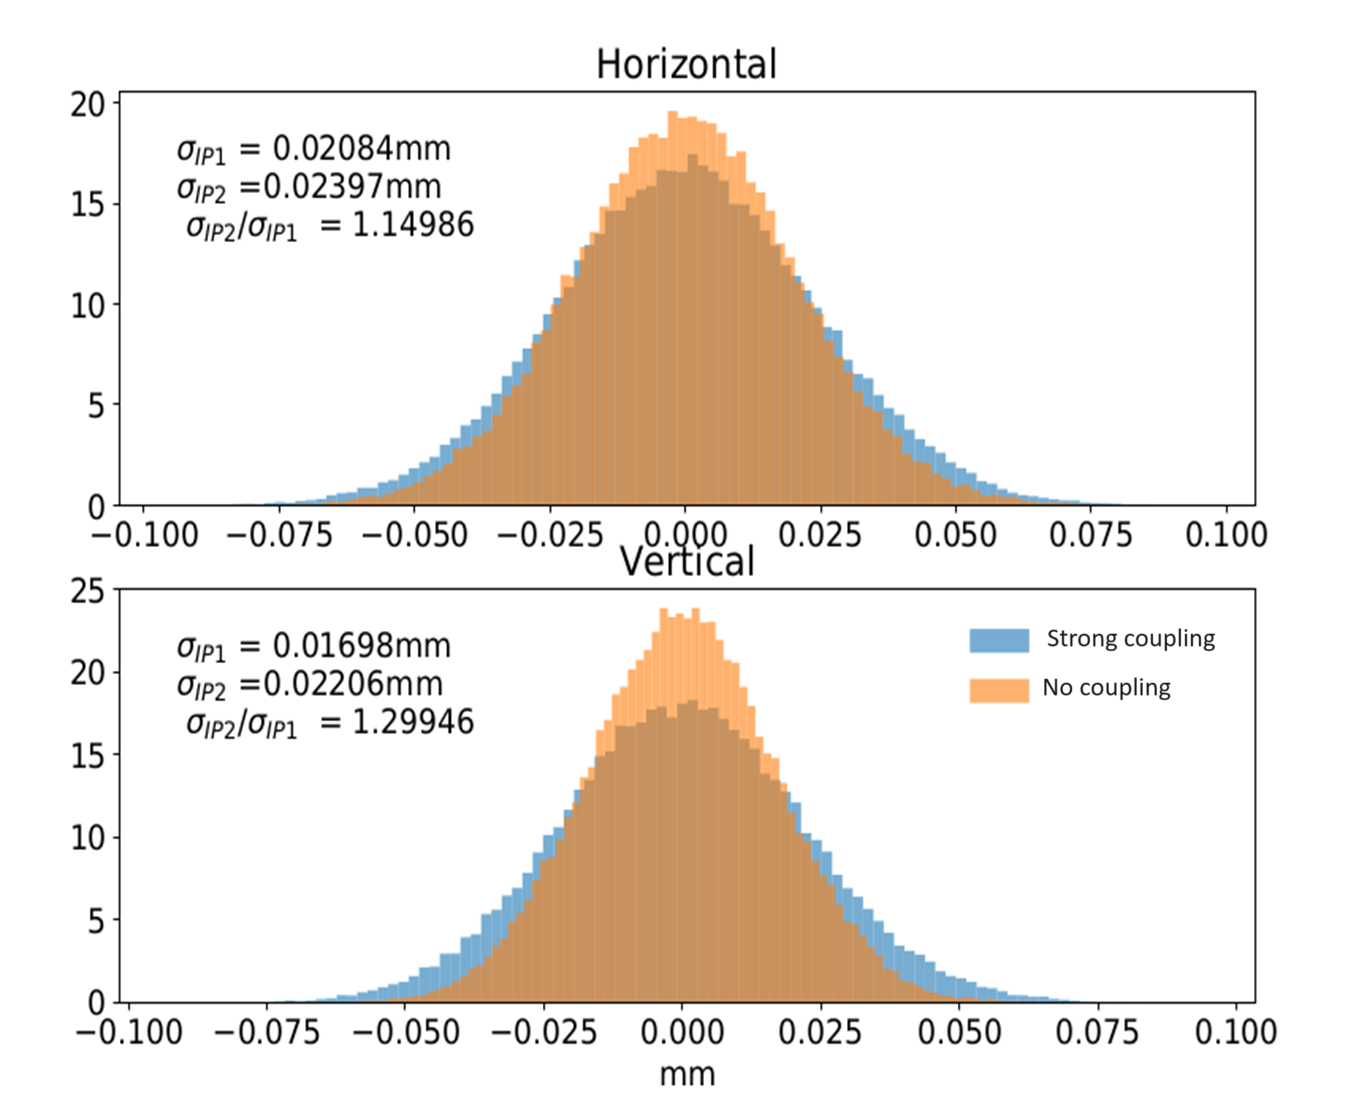 Horizontal
20
15
10
5
0
σIP1 = 0.02084mm
σIP2 =0.02397mm
σIP2/σIP1 = 1.14986
−0.100 −0.075 −0.050 −0.025 0.000 0.025 0.050 0.075 0.100
Vertical
25
20
15
10
5
0
σIP1 = 0.01698mm
σIP2 =0.02206mm
σIP2/σIP1 = 1.29946
Strong coupling
No coupling
−0.100 −0.075 −0.050 −0.025 0.000 0.025 0.050 0.075 0.100
mm